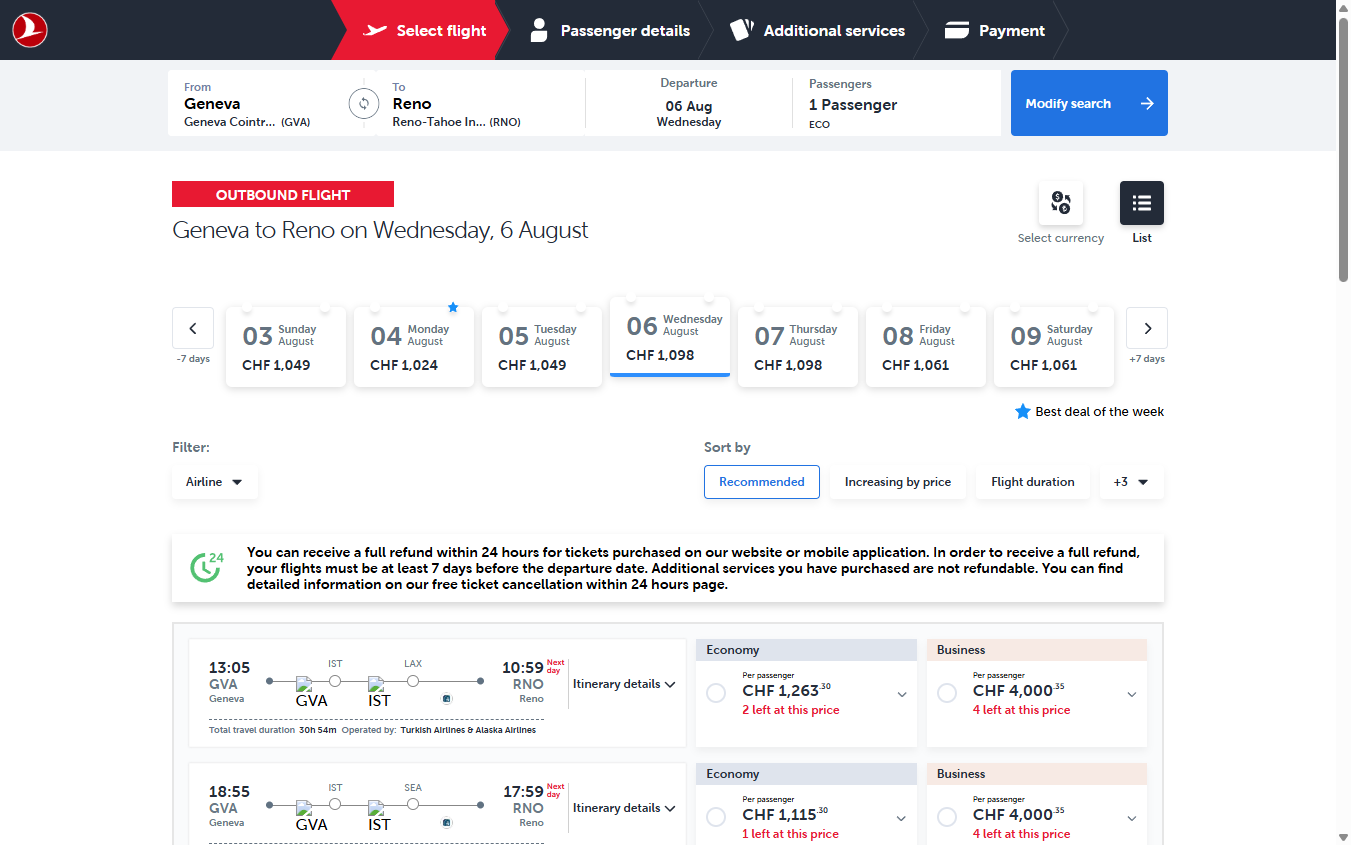 Select flight
Passenger details
Additional services
Payment
From
Geneva
Geneva Cointr... (GVA)
To
Reno
Reno-Tahoe In... (RNO)
Departure
06 Aug
Wednesday
Passengers
1 Passenger
ECO
Modify search
OUTBOUND FLIGHT
Geneva to Reno on Wednesday, 6 August
Select currency
List
-7 days
03 Sunday August
CHF 1,049
04 Monday August
CHF 1,024
05 Tuesday August
CHF 1,049
06 Wednesday August
CHF 1,098
07 Thursday August
CHF 1,098
08 Friday August
CHF 1,061
09 Saturday August
CHF 1,061
+7 days
Best deal of the week
Filter:
Airline
Sort by
Recommended
Increasing by price
Flight duration
+3
24
You can receive a full refund within 24 hours for tickets purchased on our website or mobile application. In order to receive a full refund,
your flights must be at least 7 days before the departure date. Additional services you have purchased are not refundable. You can find
detailed information on our free ticket cancellation within 24 hours page.
13:05
GVA
Geneva
IST
LAX
GVA
IST
10:59 Next day
RNO
Reno
Itinerary details
Total travel duration 30h 54m Operated by: Turkish Airlines & Alaska Airlines
Economy
Per passenger
CHF 1,263.30
2 left at this price
Business
Per passenger
CHF 4,000.35
4 left at this price
18:55
GVA
Geneva
IST
SEA
GVA
IST
17:59 Next day
RNO
Reno
Itinerary details
Economy
Per passenger
CHF 1,115.30
1 left at this price
Business
Per passenger
CHF 4,000.35
4 left at this price